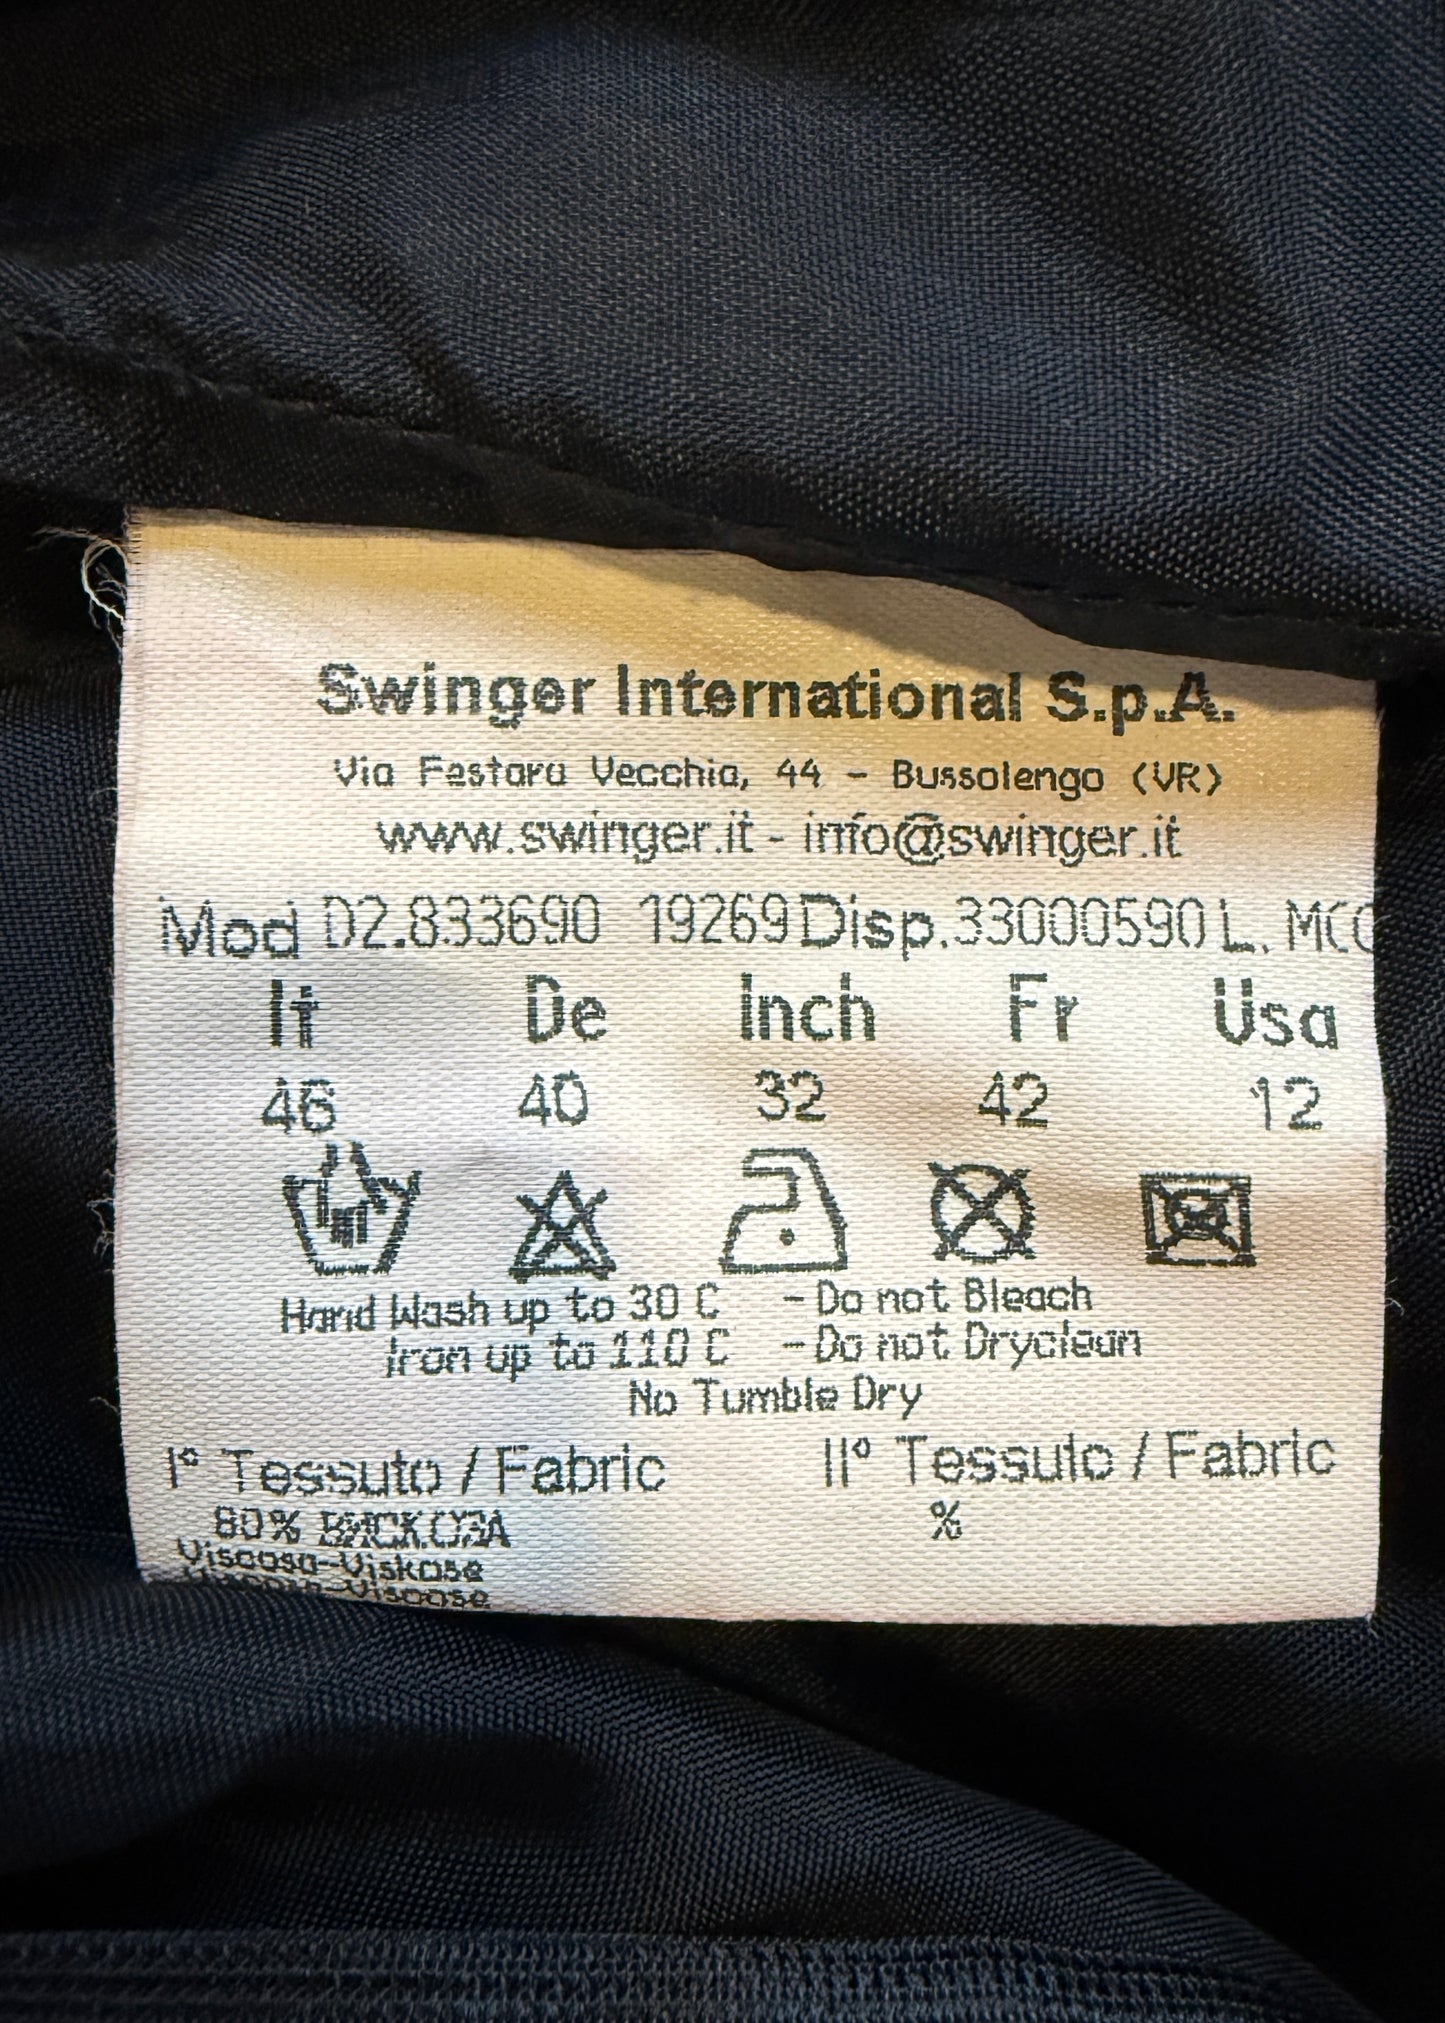 Swinger International S.p.A.
Via Festara Vecchia, 44 - Bussolengo (VR)
www.swinger.it - info@swinger.it
Mod D2.833690 19269 Disp. 33000590 L.
It De Inch Fr Usa
46 40 32 42 12
Hand Wash up to 30 C - Do not Bleach
Iron up to 110 C - Do not Dryclean
No Tumble Dry
I° Tessuto / Fabric II° Tessuto / Fabric
80% ВИСКОЗА %
Viscosa-Viskose
-Viscose